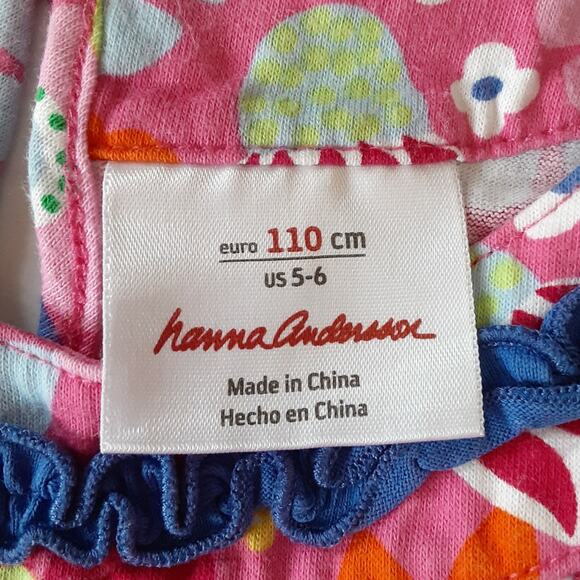 euro 110 cm
US 5-6
hanna Andersson
Made in China
Hecho en China